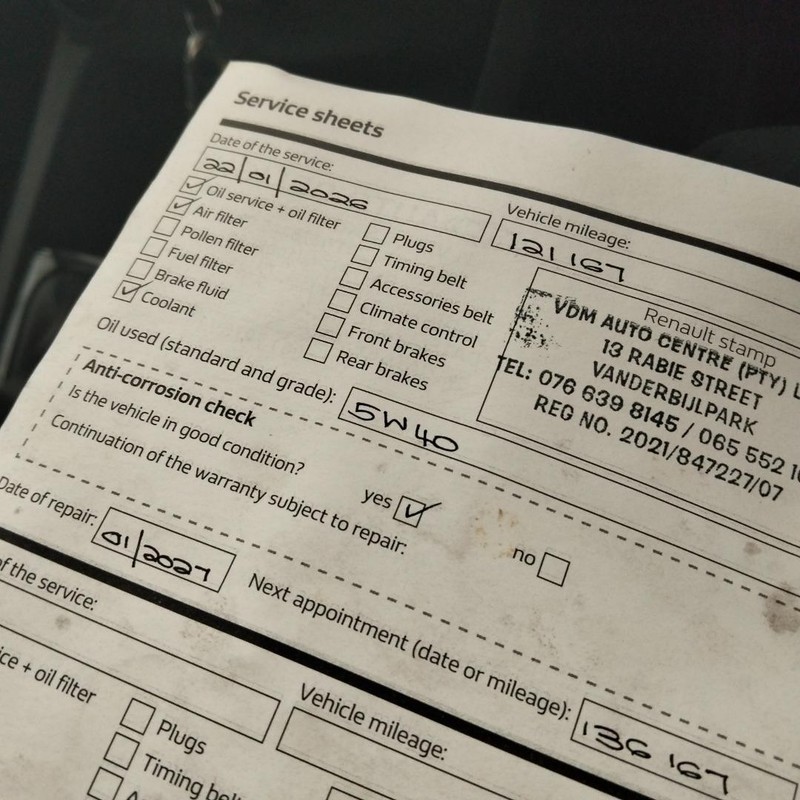 Service sheets
Date of the service:
22/01/2026
Vehicle mileage:
121 167
Oil service + oil filter
Air filter
Pollen filter
Fuel filter
Brake fluid
Coolant
Plugs
Timing belt
Accessories belt
Climate control
Front brakes
Rear brakes
Renault stamp
VDM AUTO CENTRE (PTY)
13 RABIE STREET
VANDERBIJLPARK
TEL: 076 639 8145 / 065 552
REG NO. 2021/847227/07
Oil used (standard and grade):
5W40
Anti-corrosion check
Is the vehicle in good condition?
yes
no
Continuation of the warranty subject to repair:
Date of repair:
01/2027
Next appointment (date or mileage):
136 167
of the service:
Vehicle mileage:
+ oil filter
Plugs
Timing